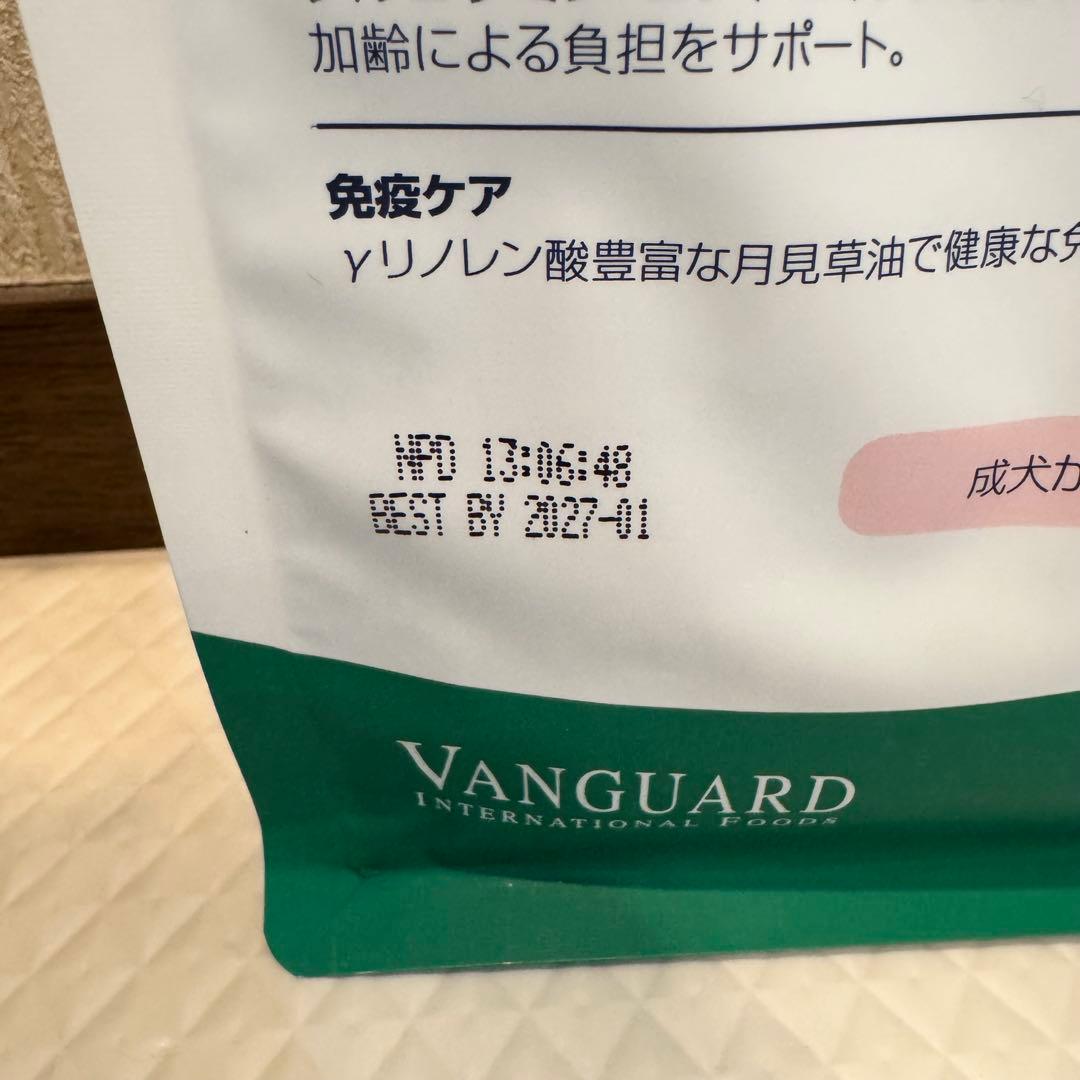 加齢による負担をサポート。
免疫ケア
γリノレン酸豊富な月見草油で健康な免
NFD 13:06:48
BEST BY 2027-01
成犬か
VANGUARD
INTERNATIONAL FOODS